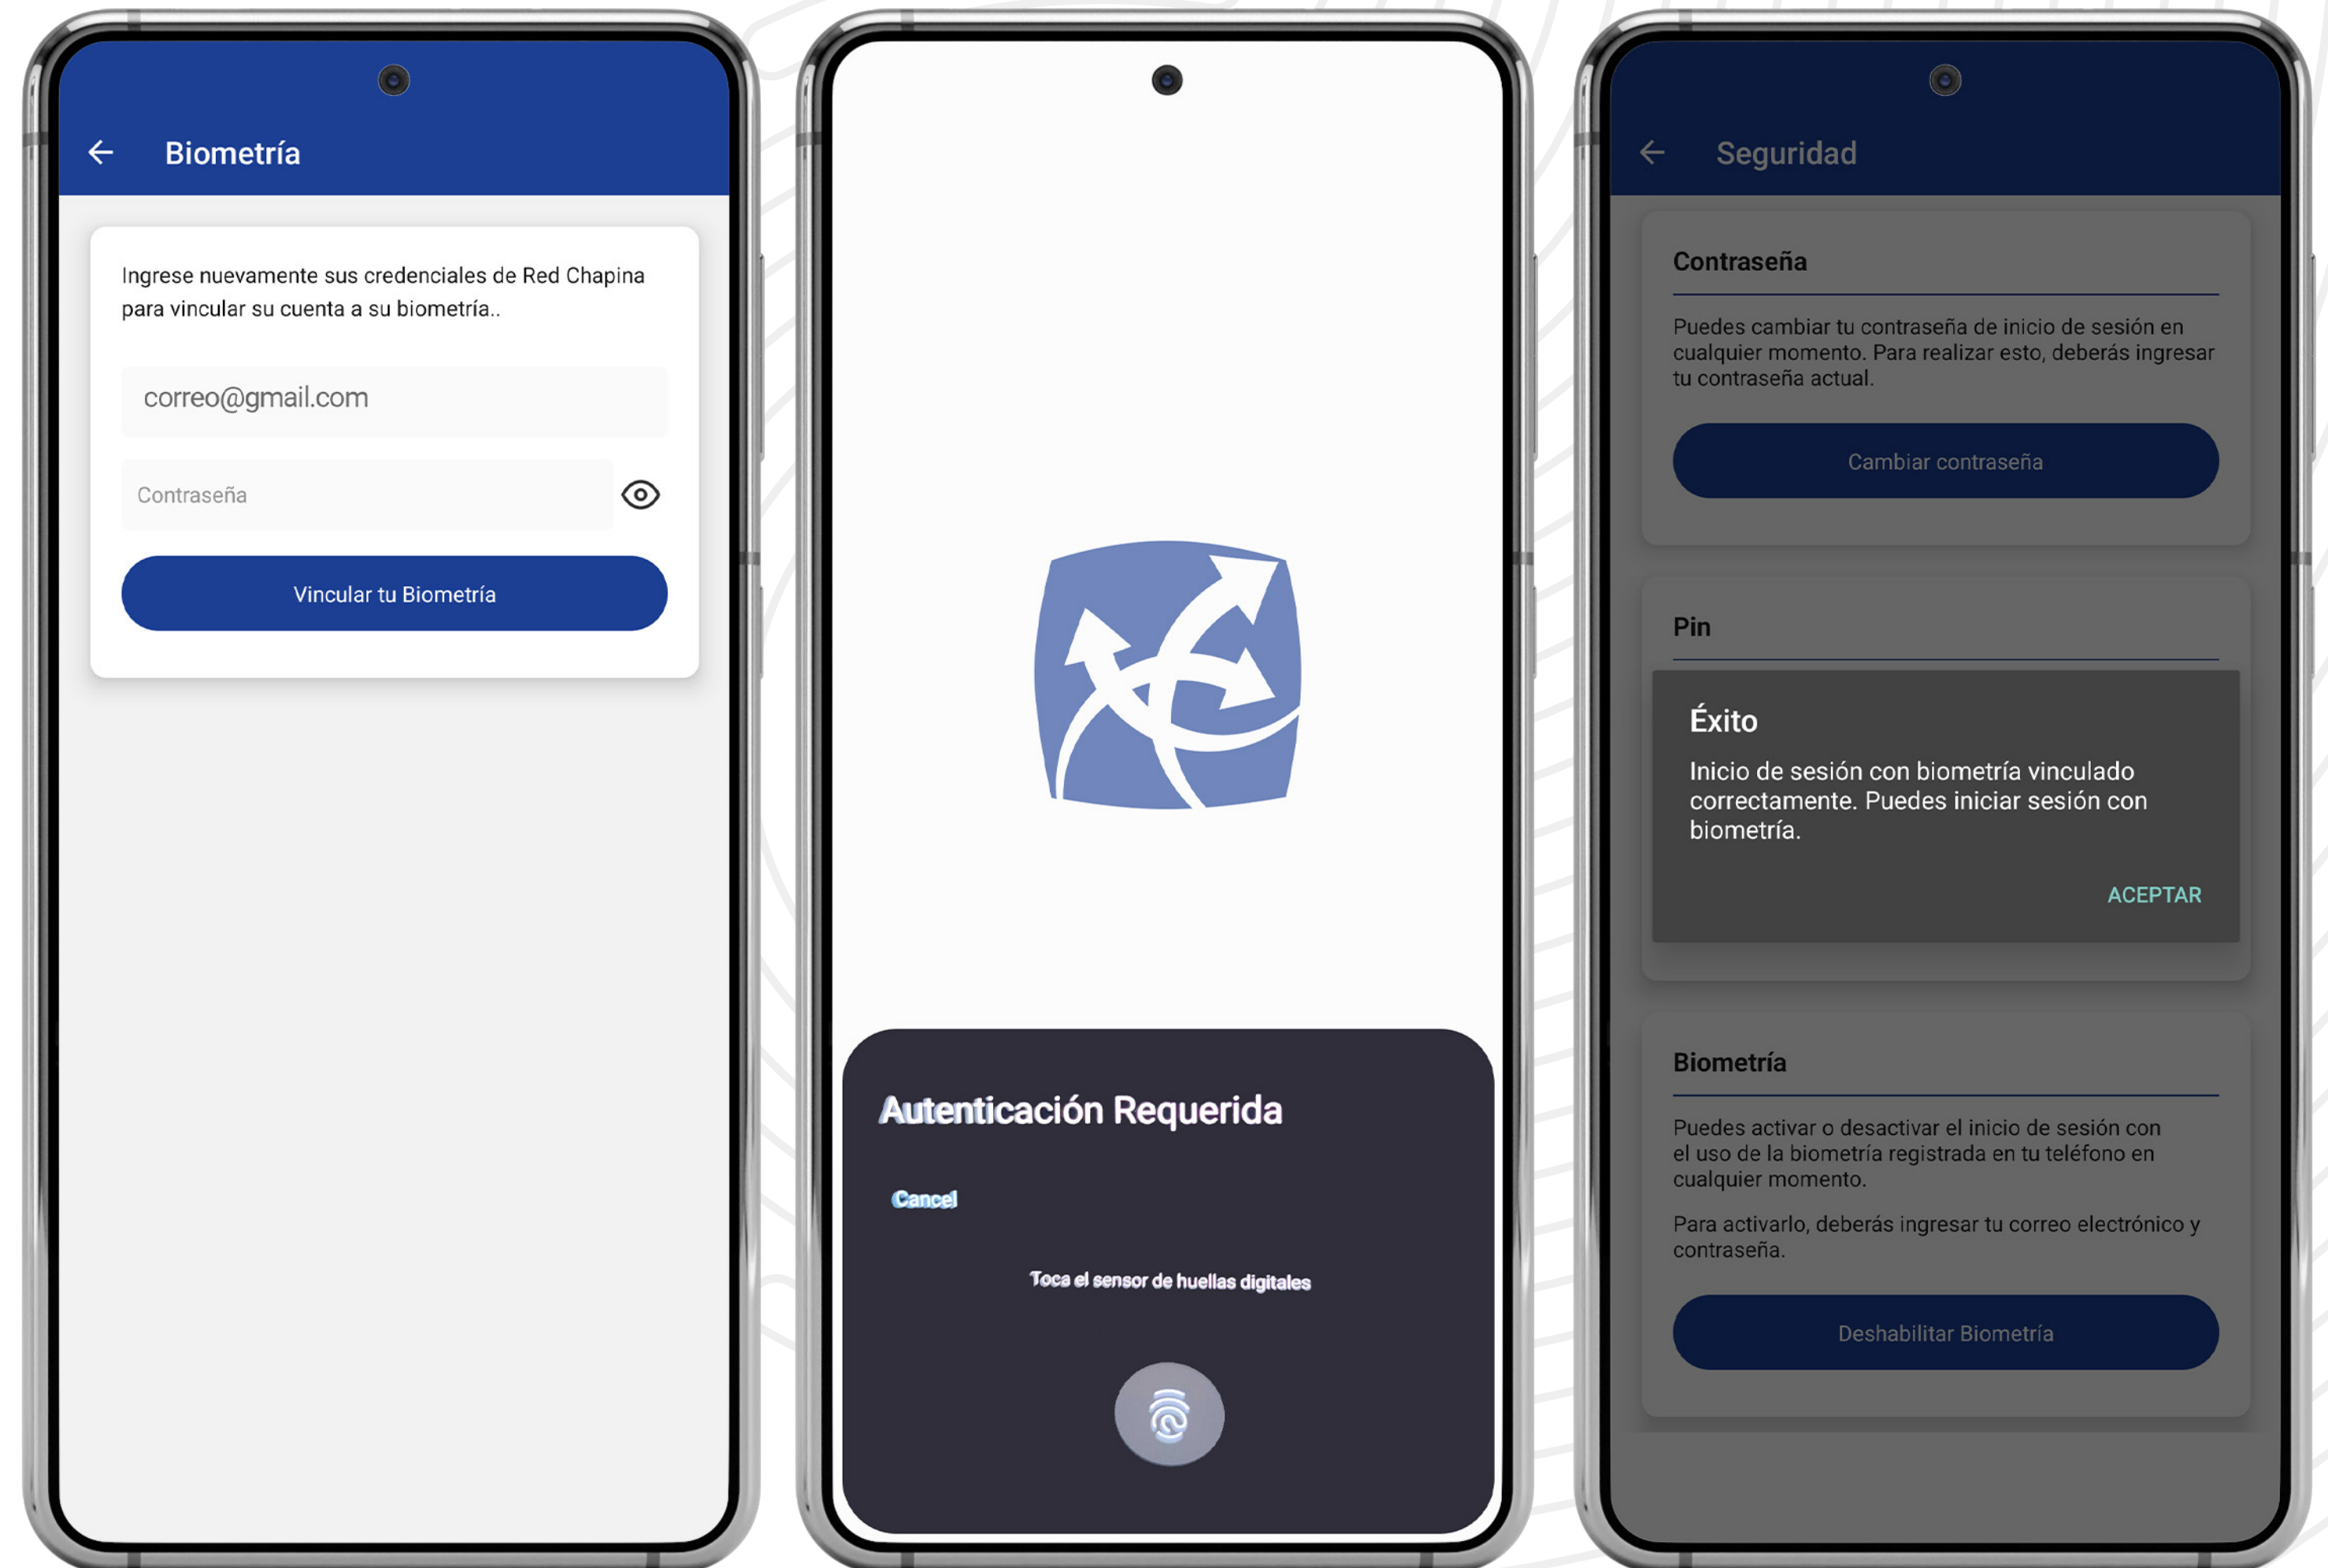 Biometría
Ingrese nuevamente sus credenciales de Red Chapina
para vincular su cuenta a su biometría..
correo@gmail.com
Contraseña
Vincular tu Biometría
Autenticación Requerida
Cancel
Toca el sensor de huellas digitales
Seguridad
Contraseña
Puedes cambiar tu contraseña de inicio de sesión en
cualquier momento. Para realizar esto, deberás ingresar
tu contraseña actual.
Cambiar contraseña
Pin
Éxito
Inicio de sesión con biometría vinculado
correctamente. Puedes iniciar sesión con
biometría.
ACEPTAR
Biometría
Puedes activar o desactivar el inicio de sesión con
el uso de la biometría registrada en tu teléfono en
cualquier momento.
Para activarlo, deberás ingresar tu correo electrónico y
contraseña.
Deshabilitar Biometría